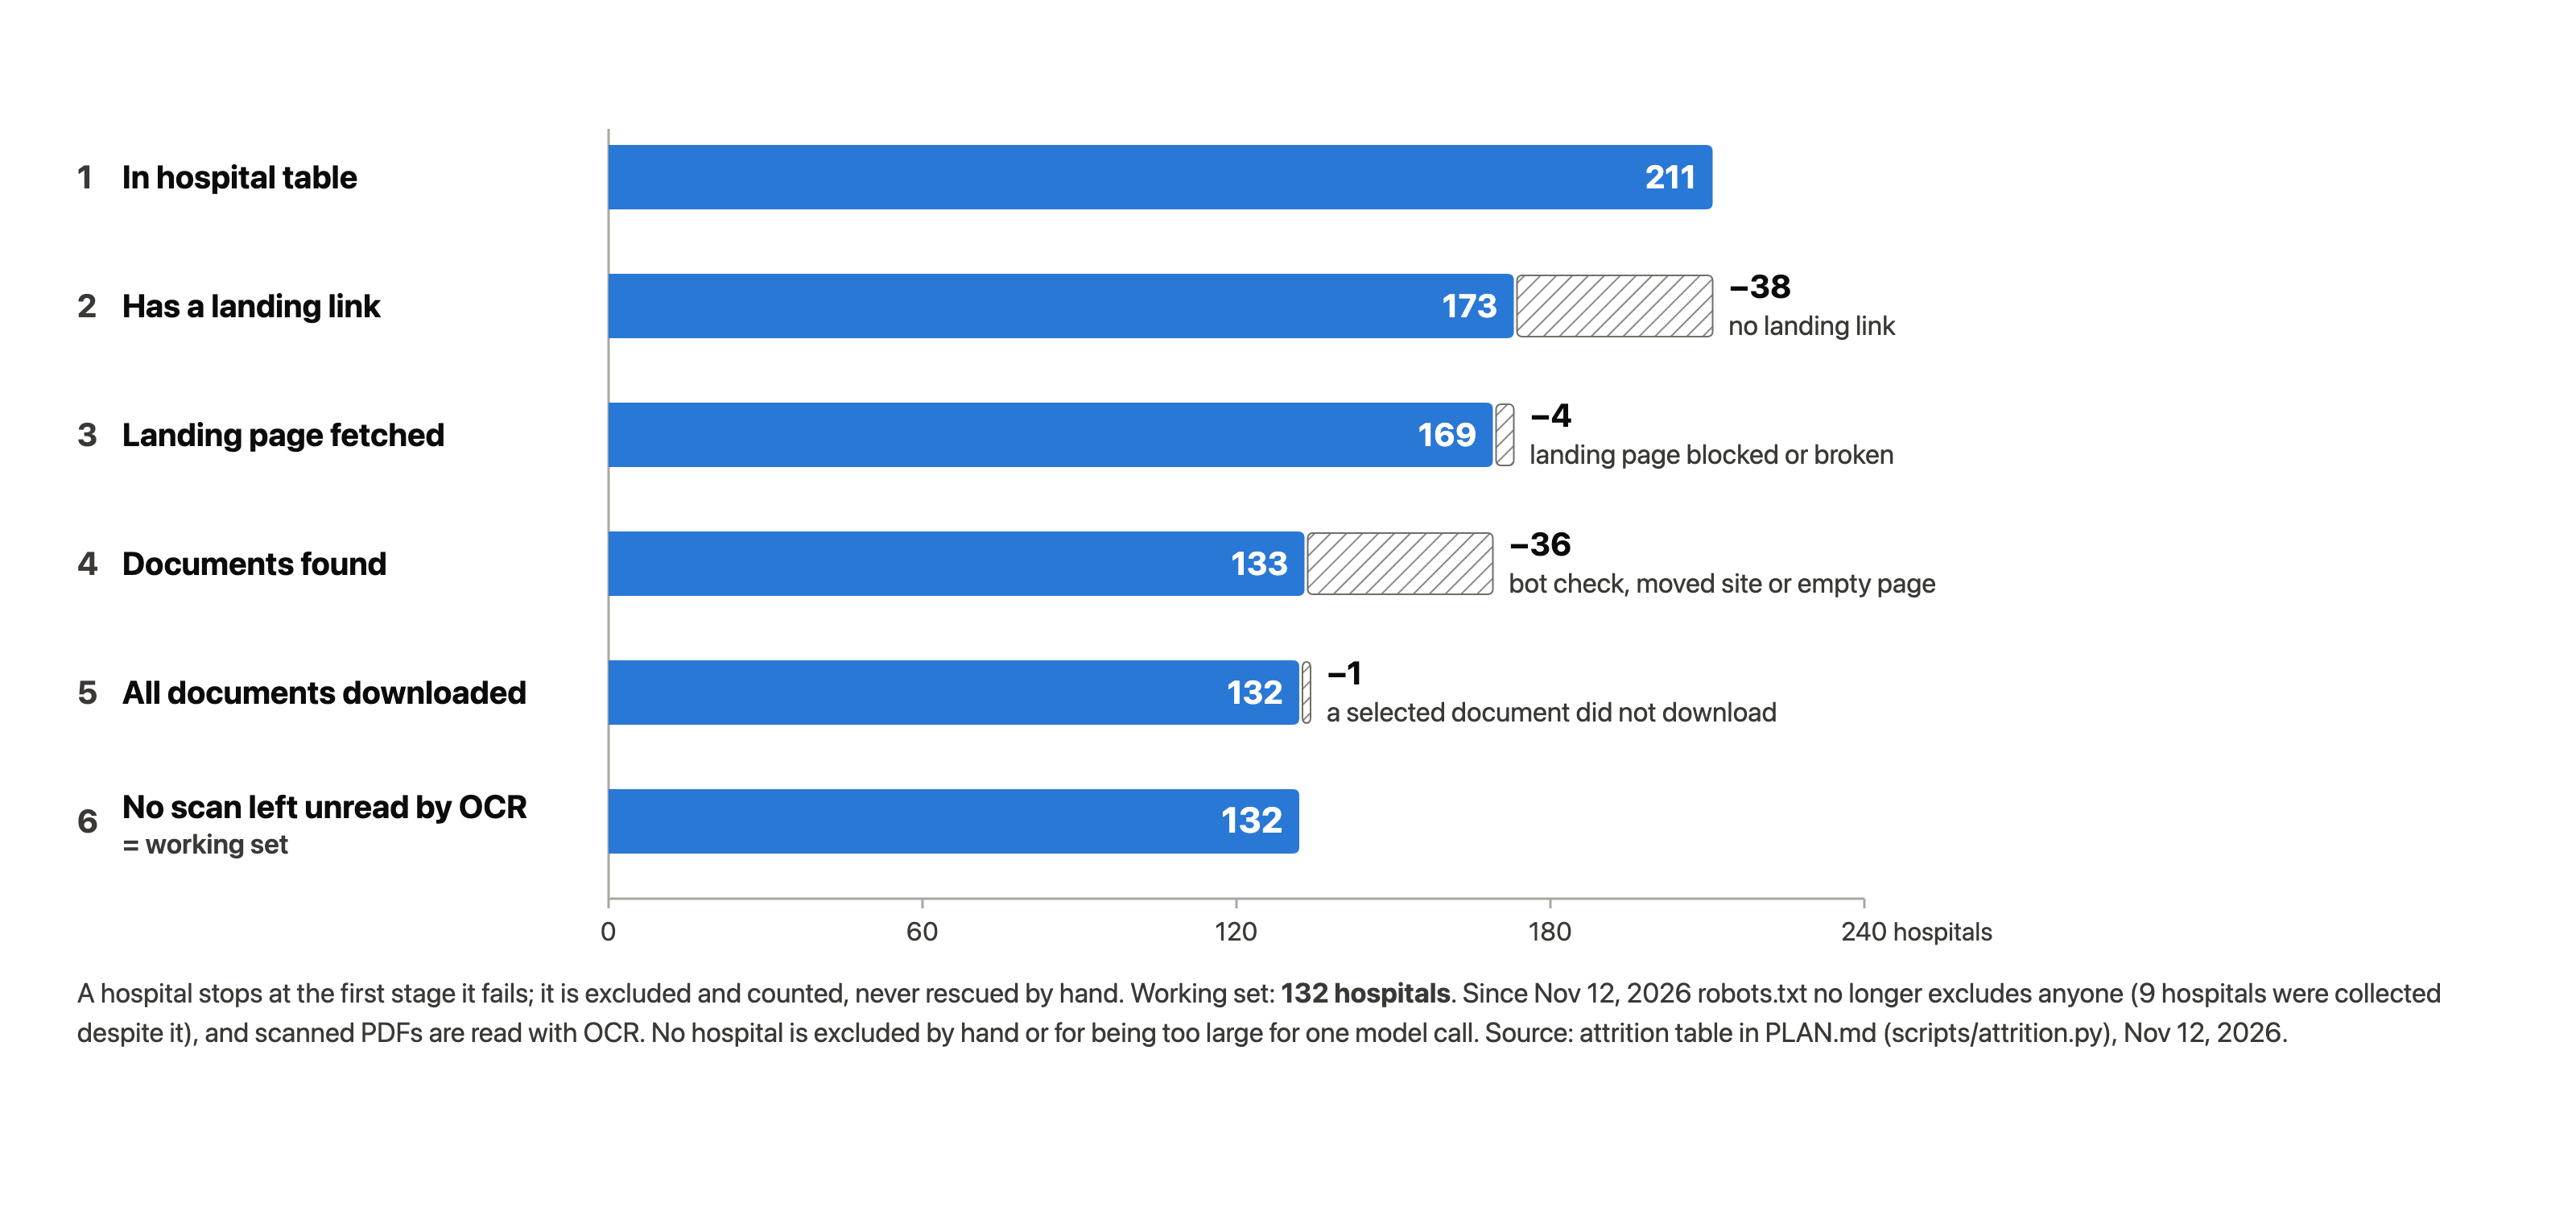 1 In hospital table 211
2 Has a landing link 173 –38
no landing link
3 Landing page fetched 169 –4
landing page blocked or broken
4 Documents found 133 –36
bot check, moved site or empty page
5 All documents downloaded 132 –1
a selected document did not download
6 No scan left unread by OCR 132
= working set
0 60 120 180 240 hospitals
A hospital stops at the first stage it fails; it is excluded and counted, never rescued by hand. Working set: 132 hospitals. Since Nov 12, 2026 robots.txt no longer excludes anyone (9 hospitals were collected
despite it), and scanned PDFs are read with OCR. No hospital is excluded by hand or for being too large for one model call. Source: attrition table in PLAN.md (scripts/attrition.py), Nov 12, 2026.